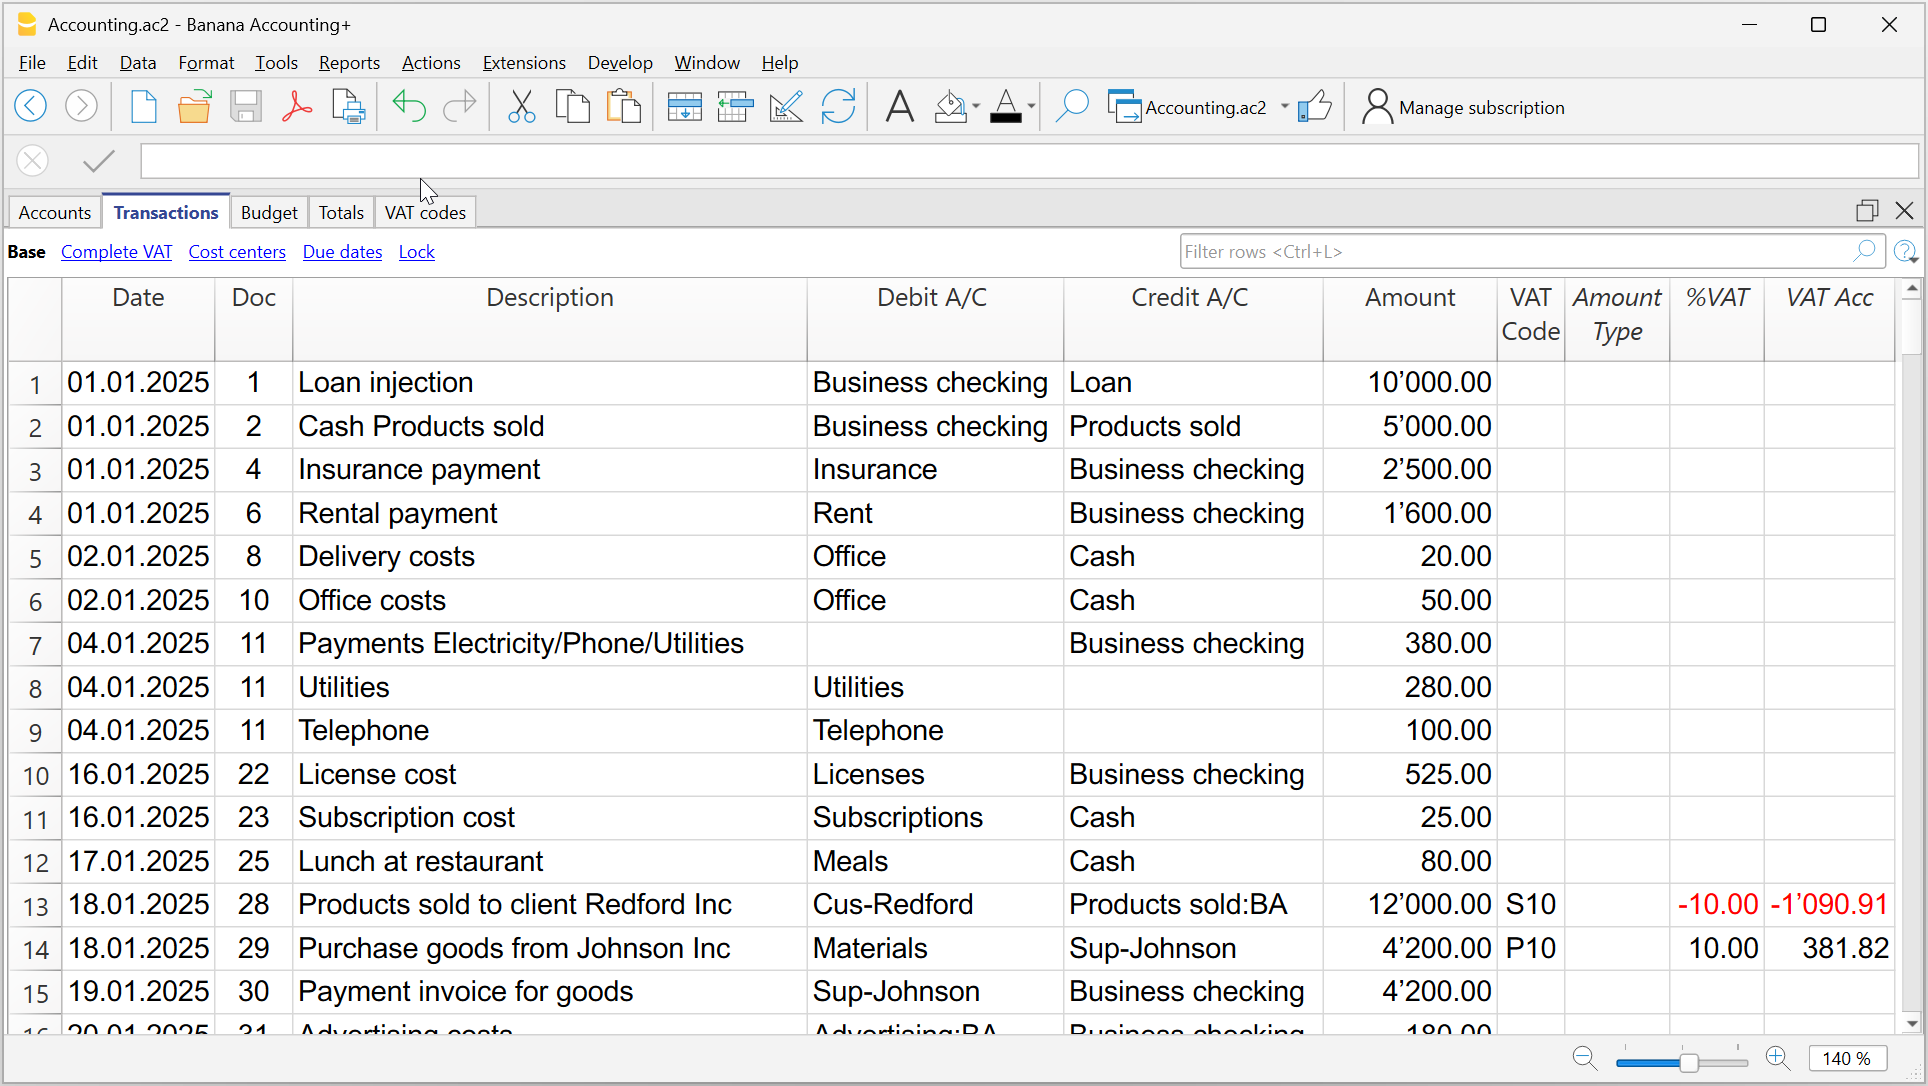 Accounting.ac2 - Banana Accounting+
File Edit Data Format Tools Reports Actions Extensions Develop Window Help
Accounting.ac2 Manage subscription
Accounts Transactions Budget Totals VAT codes
Base Complete VAT Cost centers Due dates Lock Filter rows <Ctrl+L>
Date Doc Description Debit A/C Credit A/C Amount VAT Code Amount Type %VAT VAT Acc
1 01.01.2025 1 Loan injection Business checking Loan 10’000.00
2 01.01.2025 2 Cash Products sold Business checking Products sold 5’000.00
3 01.01.2025 4 Insurance payment Insurance Business checking 2’500.00
4 01.01.2025 6 Rental payment Rent Business checking 1’600.00
5 02.01.2025 8 Delivery costs Office Cash 20.00
6 02.01.2025 10 Office costs Office Cash 50.00
7 04.01.2025 11 Payments Electricity/Phone/Utilities Business checking 380.00
8 04.01.2025 11 Utilities Utilities 280.00
9 04.01.2025 11 Telephone Telephone 100.00
10 16.01.2025 22 License cost Licenses Business checking 525.00
11 16.01.2025 23 Subscription cost Subscriptions Cash 25.00
12 17.01.2025 25 Lunch at restaurant Meals Cash 80.00
13 18.01.2025 28 Products sold to client Redford Inc Cus-Redford Products sold:BA 12’000.00 S10 -10.00 -1’090.91
14 18.01.2025 29 Purchase goods from Johnson Inc Materials Sup-Johnson 4’200.00 P10 10.00 381.82
15 19.01.2025 30 Payment invoice for goods Sup-Johnson Business checking 4’200.00
16 20.01.2025 31 Advertising costs Advertising:BA Business checking 180.00
140 %